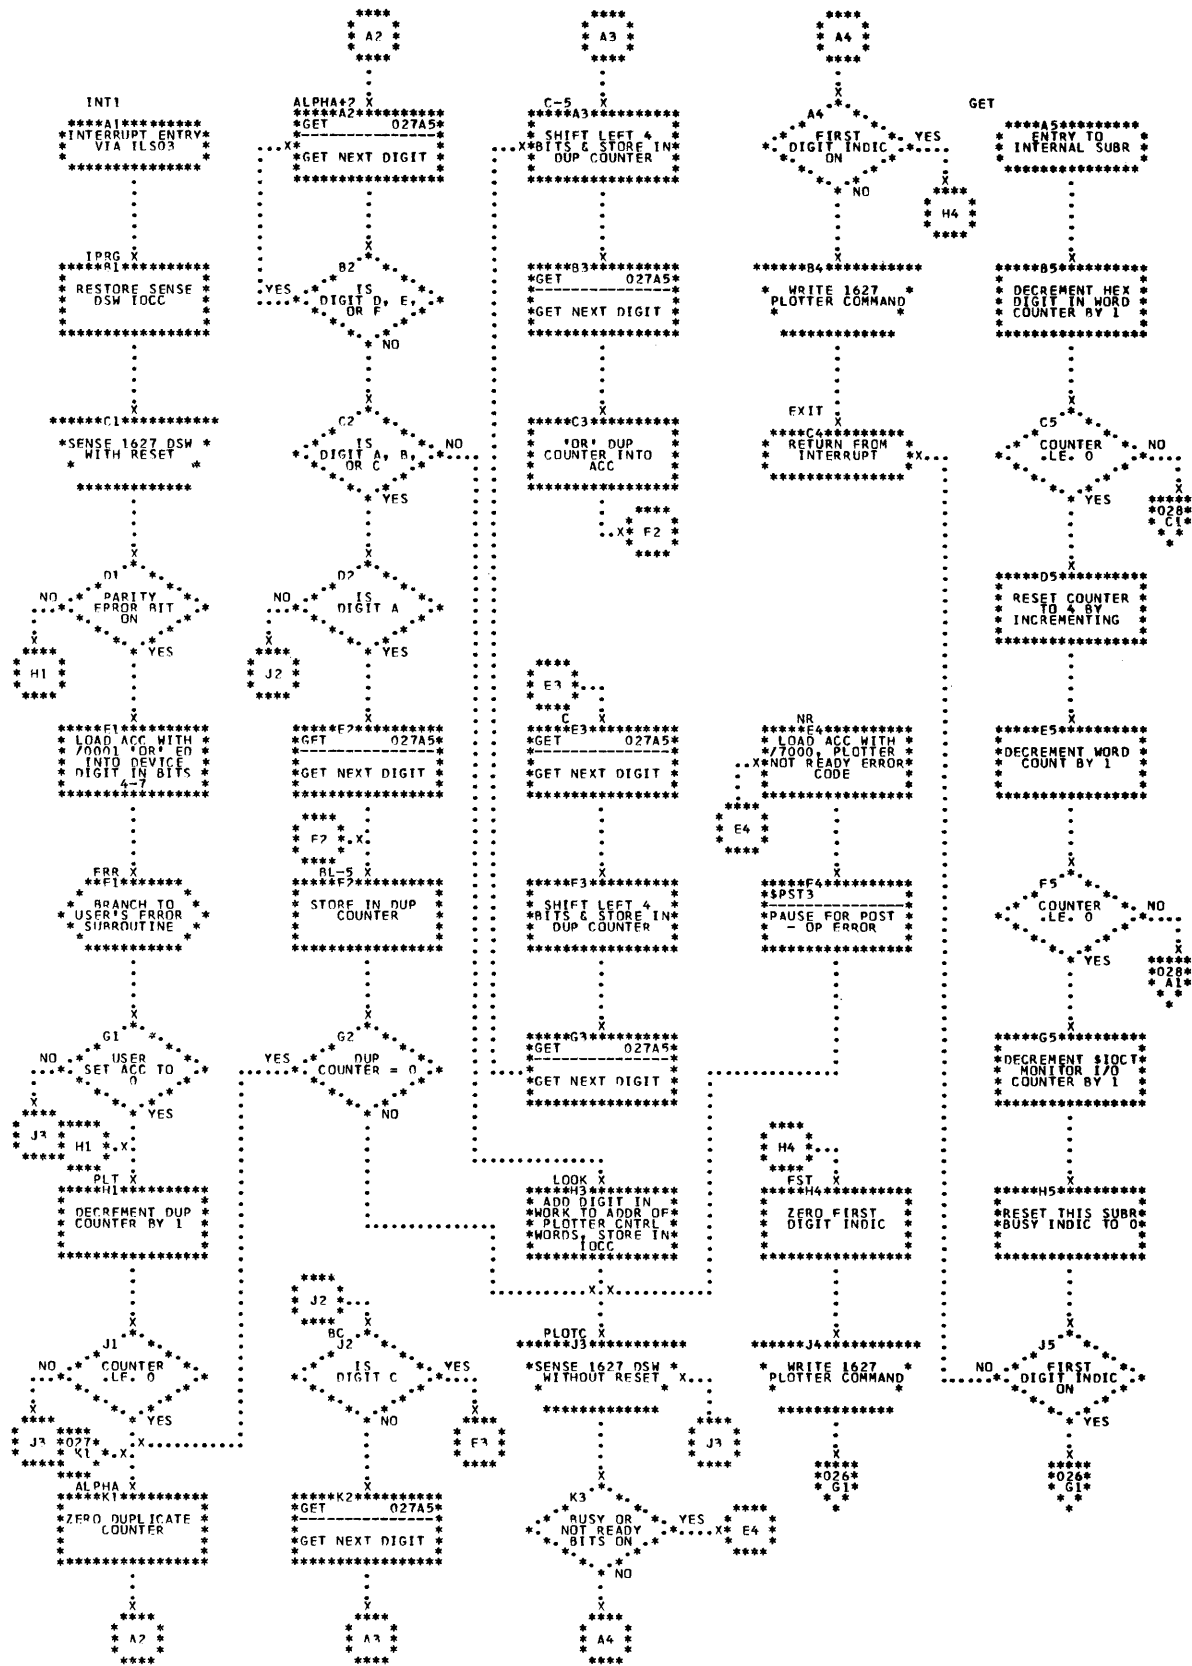 A2
A3
A4
INT1
A1
INTERRUPT ENTRY
VIA ILS03
IPRG
B1
RESTORE SENSE
DSW IOCC
C1
SENSE 1627 DSW
WITH RESET
D1
PARITY
ERROR BIT
ON
NO
YES
H1
E1
LOAD ACC WITH
/0001 'OR' ED
INTO DEVICE
DIGIT IN BITS
4-7
ERR
F1
BRANCH TO
USER'S ERROR
SUBROUTINE
G1
USER
SET ACC TO
0
NO
YES
J3
H1
PLT
H1
DECREMENT DUP
COUNTER BY 1
J1
COUNTER
.LE. 0
NO
YES
J3
027
K1
ALPHA
K1
ZERO DUPLICATE
COUNTER
A2
ALPHA+2
A2
GET 027A5
GET NEXT DIGIT
B2
IS
DIGIT D, E,
OR F
YES
NO
C2
IS
DIGIT A, B,
OR C
NO
YES
D2
IS
DIGIT A
NO
YES
J2
E2
GET 027A5
GET NEXT DIGIT
F2
BL-5
F2
STORE IN DUP
COUNTER
G2
DUP
COUNTER = 0
YES
NO
J2
BC
J2
IS
DIGIT C
YES
NO
E3
K2
GET 027A5
GET NEXT DIGIT
A3
C-5
A3
SHIFT LEFT 4
BITS & STORE IN
DUP COUNTER
B3
GET 027A5
GET NEXT DIGIT
C3
'OR' DUP
COUNTER INTO
ACC
F2
E3
C
E3
GET 027A5
GET NEXT DIGIT
F3
SHIFT LEFT 4
BITS & STORE IN
DUP COUNTER
G3
GET 027A5
GET NEXT DIGIT
LOOK
H3
ADD DIGIT IN
WORK TO ADDR OF
PLOTTER CNTRL
WORDS, STORE IN
IOCC
PLOTC
J3
SENSE 1627 DSW
WITHOUT RESET
J3
K3
BUSY OR
NOT READY
BITS ON
YES
NO
E4
A4
A4
FIRST
DIGIT INDIC
ON
YES
NO
H4
B4
WRITE 1627
PLOTTER COMMAND
EXIT
C4
RETURN FROM
INTERRUPT
NR
E4
LOAD ACC WITH
/7000, PLOTTER
NOT READY ERROR
CODE
E4
F4
$PST3
PAUSE FOR POST
- OP ERROR
H4
FST
H4
ZERO FIRST
DIGIT INDIC
J4
WRITE 1627
PLOTTER COMMAND
026
G1
GET
A5
ENTRY TO
INTERNAL SUBR
B5
DECREMENT HEX
DIGIT IN WORD
COUNTER BY 1
C5
COUNTER
.LE. 0
NO
YES
028
C1
D5
RESET COUNTER
TO 4 BY
INCREMENTING
E5
DECREMENT WORD
COUNT BY 1
F5
COUNTER
.LE. 0
NO
YES
028
A1
G5
DECREMENT $IOCT
MONITOR I/O
COUNTER BY 1
H5
RESET THIS SUBR
BUSY INDIC TO 0
J5
FIRST
DIGIT INDIC
ON
NO
YES
026
G1